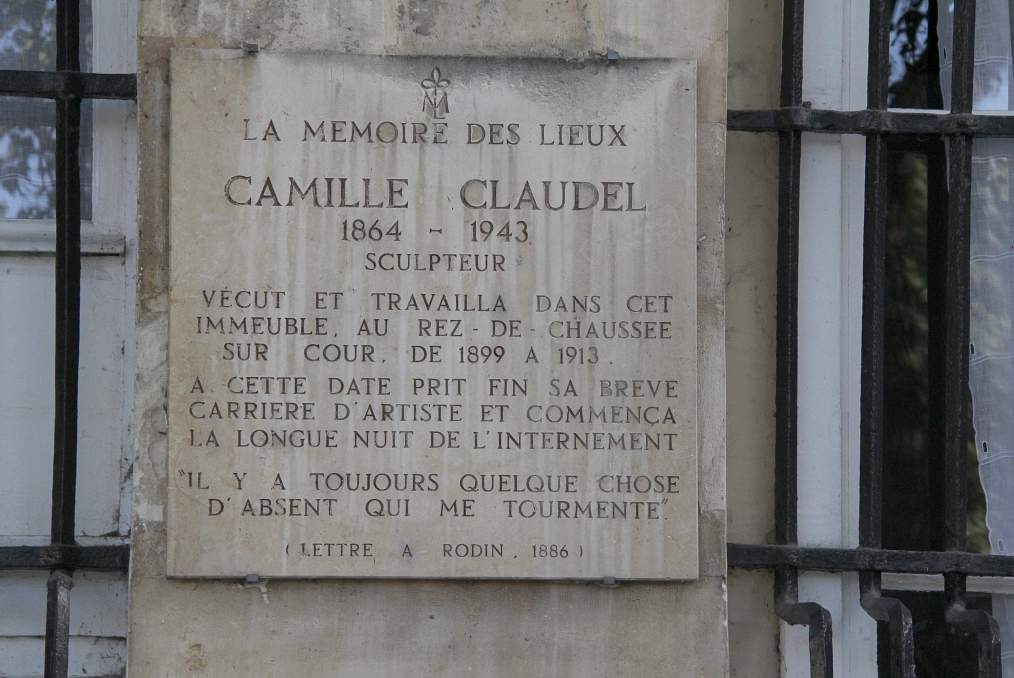 LA MEMOIRE DES LIEUX
CAMILLE CLAUDEL
1864 - 1943
SCULPTEUR
VÉCUT ET TRAVAILLA DANS CET
IMMEUBLE, AU REZ-DE-CHAUSSEE
SUR COUR, DE 1899 A 1913.
A CETTE DATE PRIT FIN SA BREVE
CARRIERE D'ARTISTE ET COMMENÇA
LA LONGUE NUIT DE L'INTERNEMENT
"IL Y A TOUJOURS QUELQUE CHOSE
D'ABSENT QUI ME TOURMENTE".
(LETTRE A RODIN, 1886)